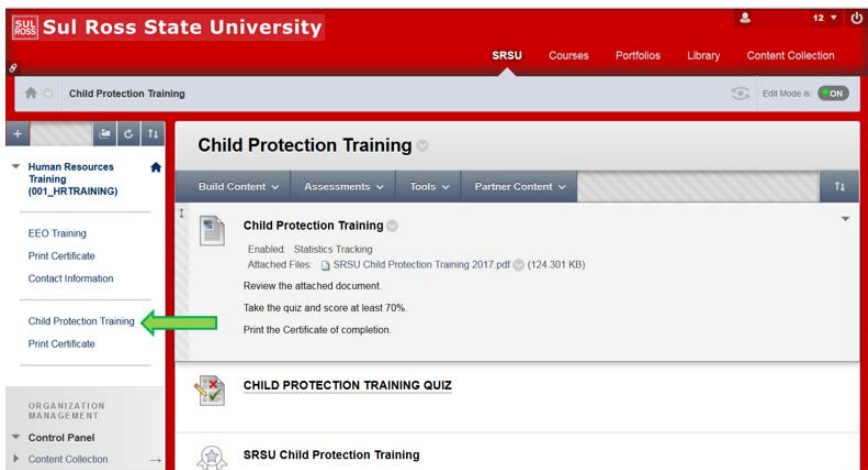 SUL ROSS Sul Ross State University
12
SRSU Courses Portfolios Library Content Collection
Child Protection Training
Edit Mode is: ON
Human Resources
Training
(001_HRTRAINING)
EEO Training
Print Certificate
Contact Information
Child Protection Training
Print Certificate
ORGANIZATION
MANAGEMENT
Control Panel
Content Collection
Child Protection Training
Build Content Assessments Tools Partner Content
Child Protection Training
Enabled: Statistics Tracking
Attached Files: SRSU Child Protection Training 2017.pdf (124.301 KB)
Review the attached document.
Take the quiz and score at least 70%.
Print the Certificate of completion.
CHILD PROTECTION TRAINING QUIZ
SRSU Child Protection Training